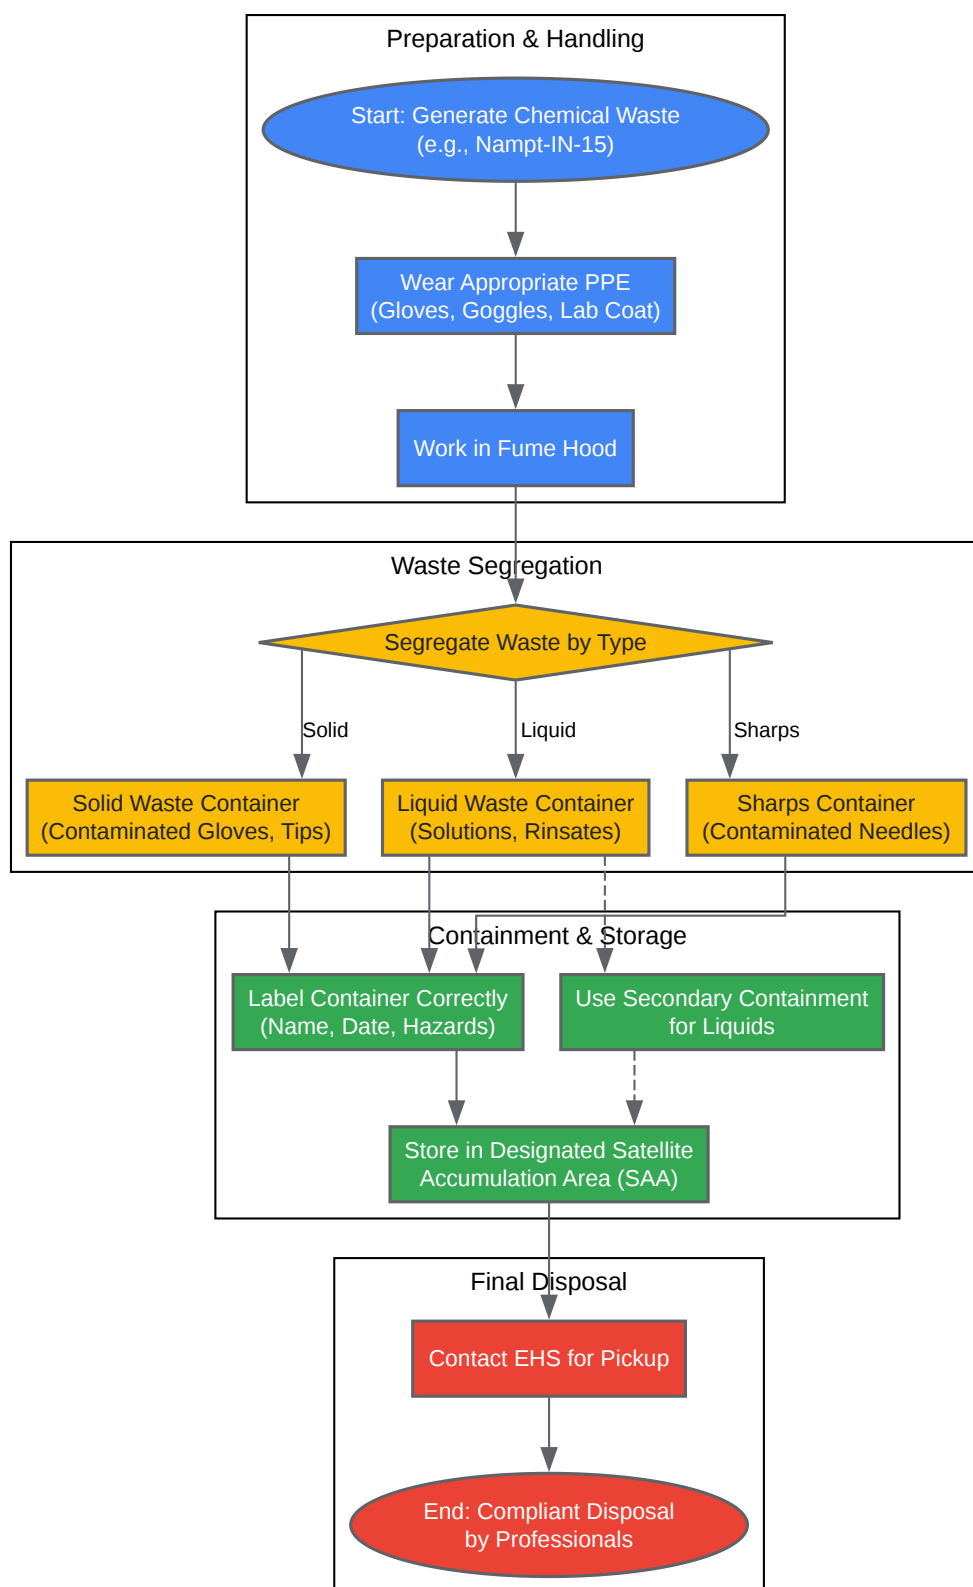 Preparation & Handling
Start: Generate Chemical Waste
(e.g., Nampt-IN-15)
Wear Appropriate PPE
(Gloves, Goggles, Lab Coat)
Work in Fume Hood
Waste Segregation
Segregate Waste by Type
Solid
Liquid
Sharps
Solid Waste Container
(Contaminated Gloves, Tips)
Liquid Waste Container
(Solutions, Rinsates)
Sharps Container
(Contaminated Needles)
Containment & Storage
Label Container Correctly
(Name, Date, Hazards)
Use Secondary Containment
for Liquids
Store in Designated Satellite
Accumulation Area (SAA)
Final Disposal
Contact EHS for Pickup
End: Compliant Disposal
by Professionals